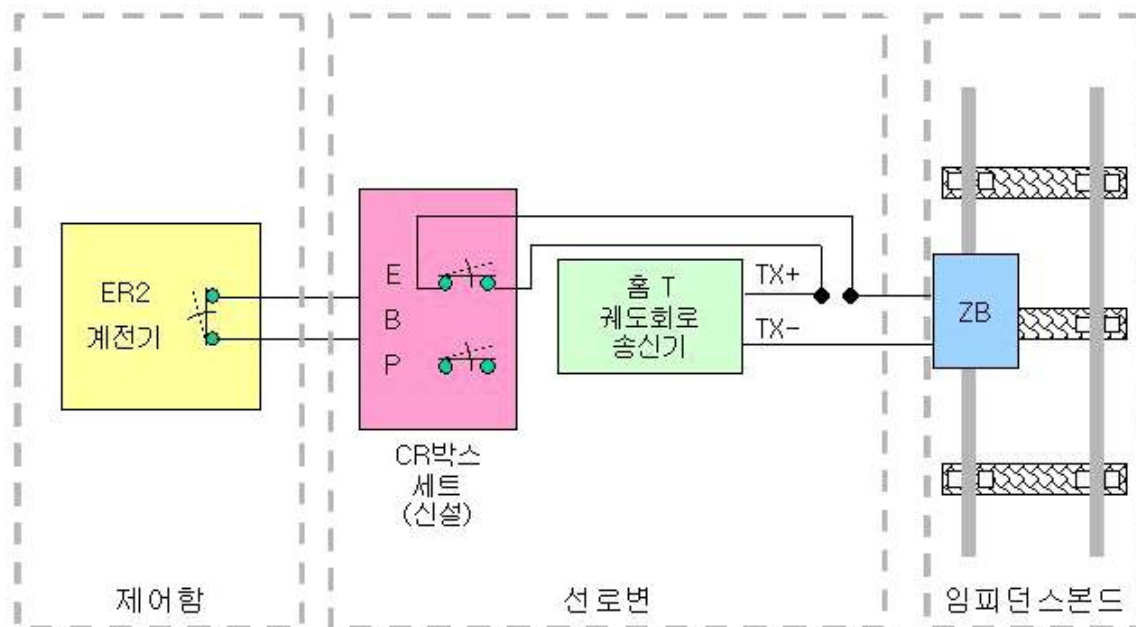 ER2
계전기
E
B
P
CR박스
세트
(신설)
홈 T
궤도회로
송신기
TX+
TX-
ZB
제어함
선로변
임피던스본드